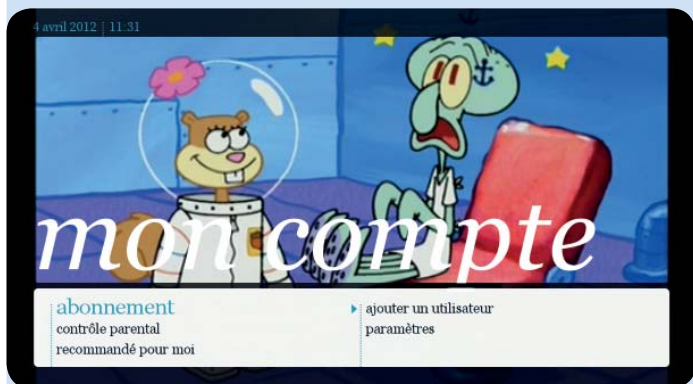 4 avril 2012 | 11:31
mon compte
abonnement
contrôle parental
recommandé pour moi
ajouter un utilisateur
paramètres